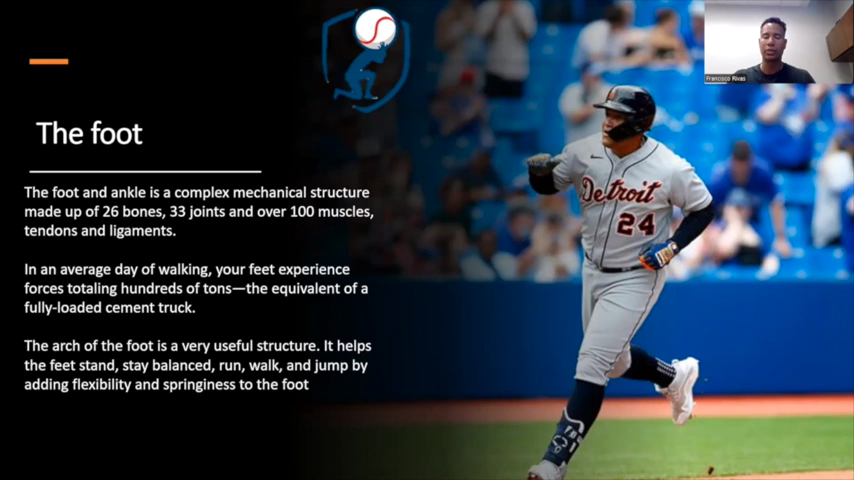 Francisco Rivas
The foot
The foot and ankle is a complex mechanical structure
made up of 26 bones, 33 joints and over 100 muscles,
tendons and ligaments.
In an average day of walking, your feet experience
forces totaling hundreds of tons—the equivalent of a
fully-loaded cement truck.
The arch of the foot is a very useful structure. It helps
the feet stand, stay balanced, run, walk, and jump by
adding flexibility and springiness to the foot
Detroit
24